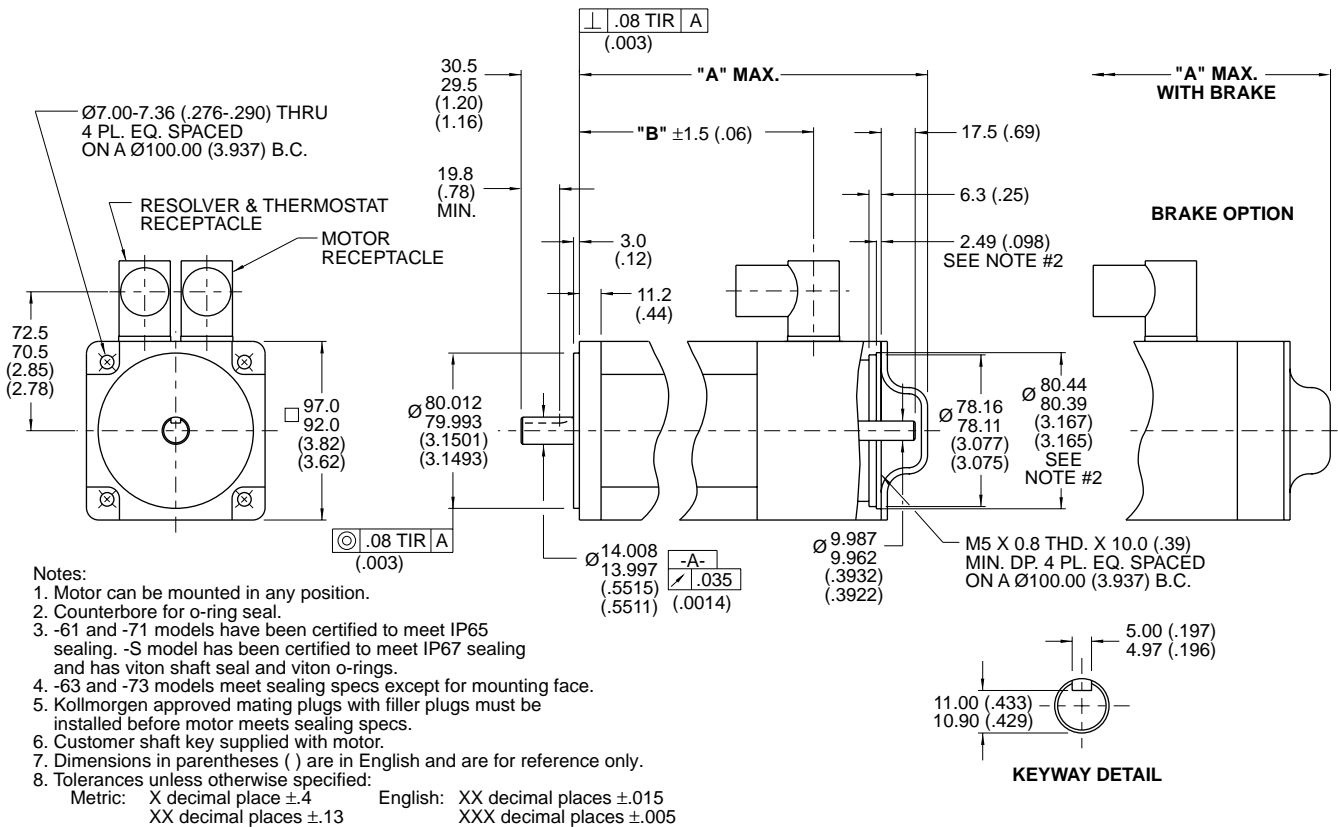 ⊥ .08 TIR A
(.003)
30.5
29.5
(1.20)
(1.16)
"A" MAX.
"A" MAX.
WITH BRAKE
Ø7.00-7.36 (.276-.290) THRU
4 PL. EQ. SPACED
ON A Ø100.00 (3.937) B.C.
"B" ±1.5 (.06)
17.5 (.69)
19.8
(.78)
MIN.
6.3 (.25)
RESOLVER & THERMOSTAT
RECEPTACLE
BRAKE OPTION
MOTOR
RECEPTACLE
3.0
(.12)
2.49 (.098)
SEE NOTE #2
11.2
(.44)
72.5
70.5
(2.85)
(2.78)
□ 97.0
92.0
(3.82)
(3.62)
Ø 80.012
79.993
(3.1501)
(3.1493)
Ø 78.16
78.11
(3.077)
(3.075)
Ø 80.44
80.39
(3.167)
(3.165)
SEE
NOTE #2
◎ .08 TIR A
(.003)
Ø 14.008
13.997
(.5515)
(.5511)
-A-
↗ .035
(.0014)
Ø 9.987
9.962
(.3932)
(.3922)
M5 X 0.8 THD. X 10.0 (.39)
MIN. DP. 4 PL. EQ. SPACED
ON A Ø100.00 (3.937) B.C.
Notes:
1. Motor can be mounted in any position.
2. Counterbore for o-ring seal.
3. -61 and -71 models have been certified to meet IP65
sealing. -S model has been certified to meet IP67 sealing
and has viton shaft seal and viton o-rings.
4. -63 and -73 models meet sealing specs except for mounting face.
5. Kollmorgen approved mating plugs with filler plugs must be
installed before motor meets sealing specs.
6. Customer shaft key supplied with motor.
7. Dimensions in parentheses ( ) are in English and are for reference only.
8. Tolerances unless otherwise specified:
Metric: X decimal place ±.4 English: XX decimal places ±.015
XX decimal places ±.13 XXX decimal places ±.005
5.00 (.197)
4.97 (.196)
11.00 (.433)
10.90 (.429)
KEYWAY DETAIL